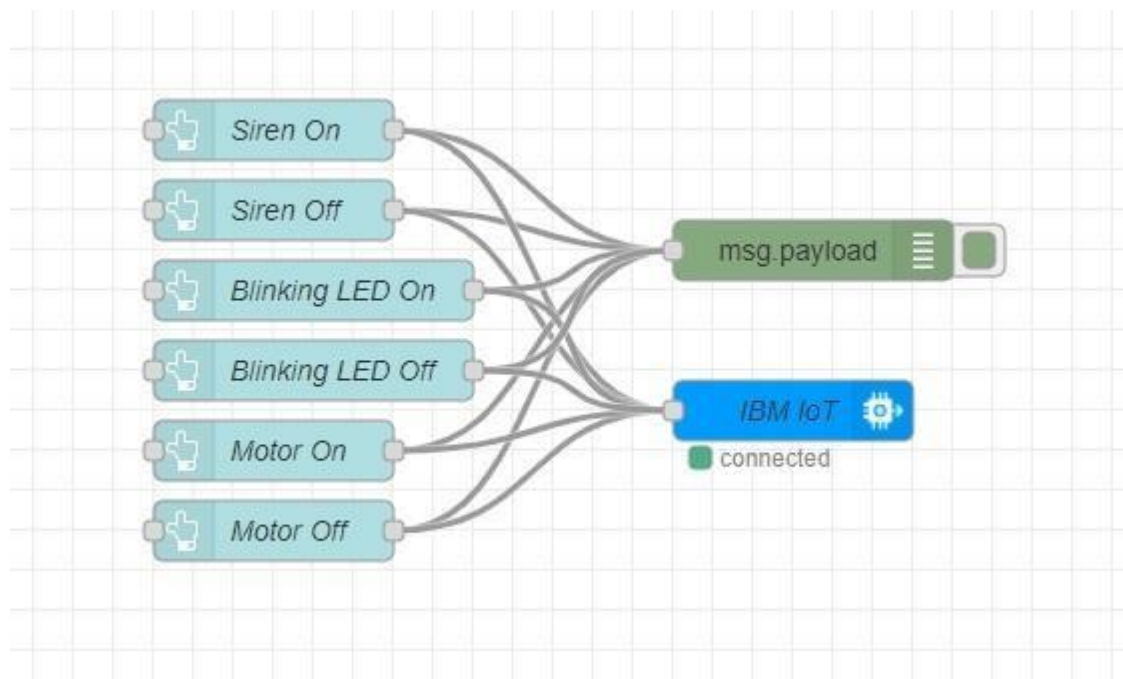 Siren On
Siren Off
msg.payload
Blinking LED On
Blinking LED Off
IBM IoT
connected
Motor On
Motor Off